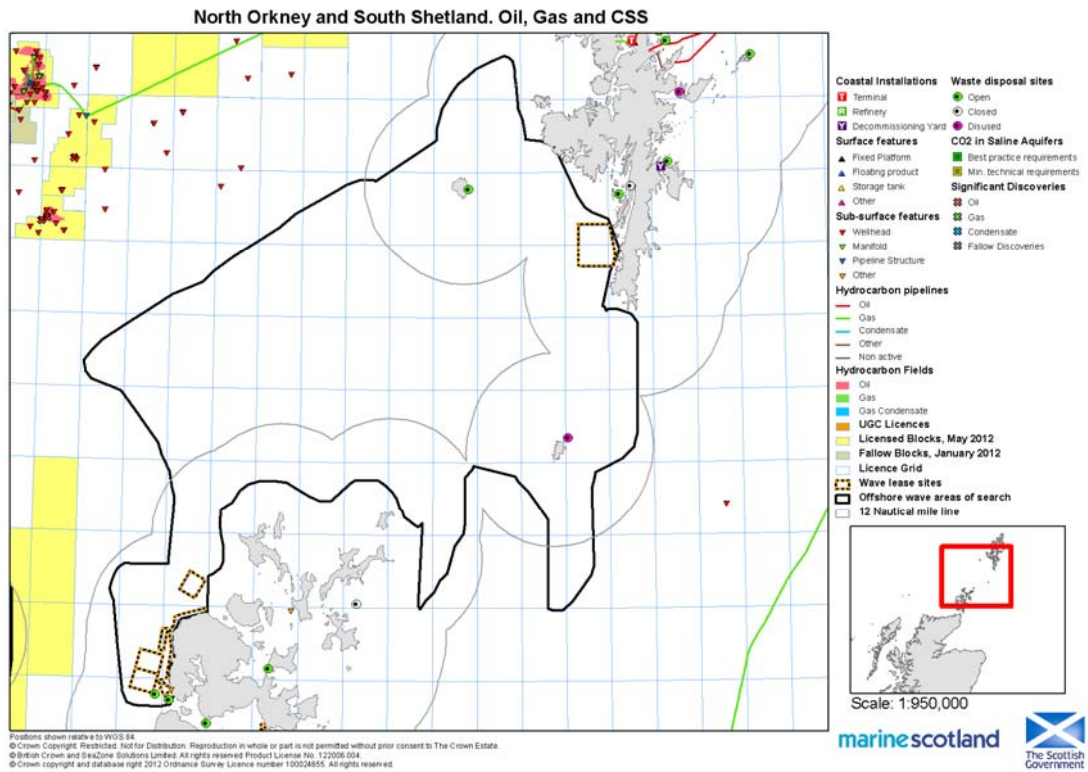 North Orkney and South Shetland. Oil, Gas and CSS
Coastal Installations
T Terminal
R Refinery
Y Decommissioning Yard
Surface features
Fixed Platform
Floating product
Storage tank
Other
Sub-surface features
Wellhead
Manifold
Pipeline Structure
Other
Hydrocarbon pipelines
Oil
Gas
Condensate
Other
Non active
Hydrocarbon Fields
Oil
Gas
Gas Condensate
UGC Licences
Licensed Blocks, May 2012
Fallow Blocks, January 2012
Licence Grid
Wave lease sites
Offshore wave areas of search
12 Nautical mile line
Waste disposal sites
Open
Closed
Disused
CO2 in Saline Aquifers
Best practice requirements
Min. technical requirements
Significant Discoveries
Oil
Gas
Condensate
Fallow Discoveries
T
Y
Scale: 1:950,000
marinescotland
The Scottish
Government
Positions shown relative to WGS 84.
© Crown Copyright. Restricted. Not for Distribution. Reproduction in whole or part is not permitted without prior consent to The Crown Estate.
© British Crown and SeaZone Solutions Limited. All rights reserved Product License No. 122006.004.
© Crown copyright and database right 2012 Ordnance Survey Licence number 100024655. All rights reserved.